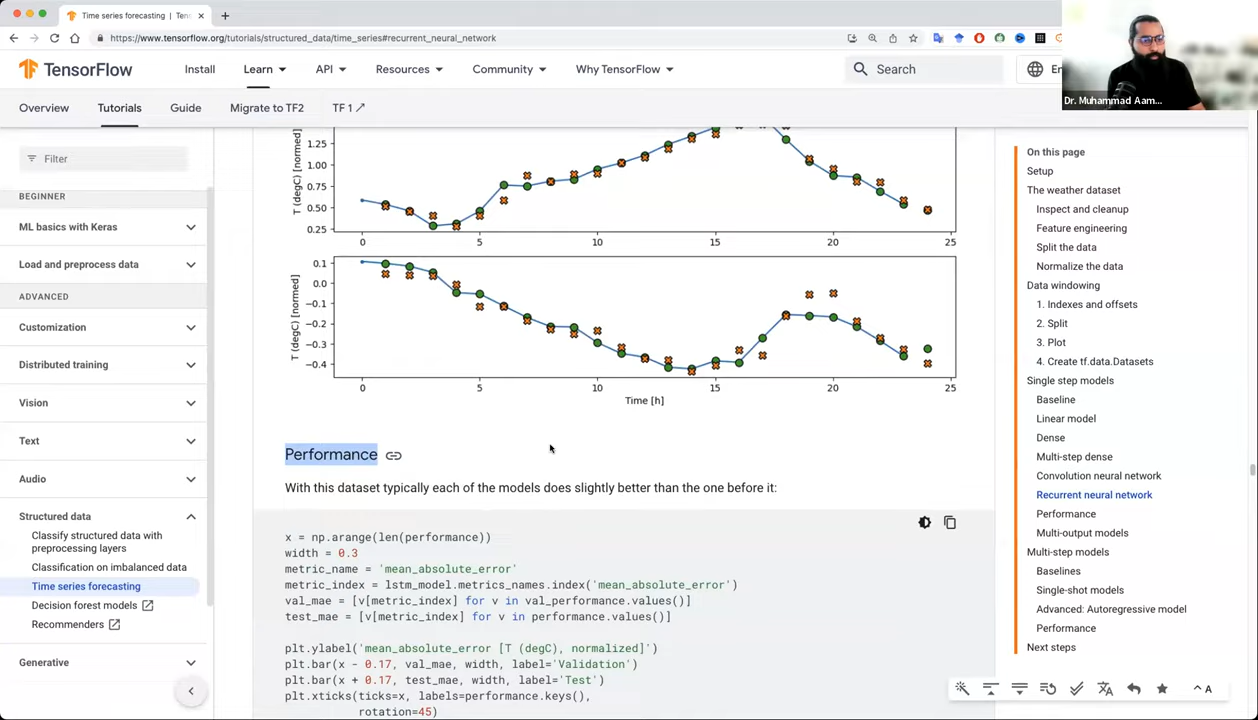 Time series forecasting | Tens
https://www.tensorflow.org/tutorials/structured_data/time_series#recurrent_neural_network
TensorFlow
Install
Learn
API
Resources
Community
Why TensorFlow
Search
Dr. Muhammad Aam...
Overview
Tutorials
Guide
Migrate to TF2
TF 1
Filter
BEGINNER
ML basics with Keras
Load and preprocess data
ADVANCED
Customization
Distributed training
Vision
Text
Audio
Structured data
Classify structured data with
preprocessing layers
Classification on imbalanced data
Time series forecasting
Decision forest models
Recommenders
Generative
T (degC) [normed]
1.25
1.00
0.75
0.50
0.25
0 5 10 15 20 25
T (degC) [normed]
0.1
0.0
−0.1
−0.2
−0.3
−0.4
0 5 10 15 20 25
Time [h]
Performance
With this dataset typically each of the models does slightly better than the one before it:
x = np.arange(len(performance))
width = 0.3
metric_name = 'mean_absolute_error'
metric_index = lstm_model.metrics_names.index('mean_absolute_error')
val_mae = [v[metric_index] for v in val_performance.values()]
test_mae = [v[metric_index] for v in performance.values()]
plt.ylabel('mean_absolute_error [T (degC), normalized]')
plt.bar(x - 0.17, val_mae, width, label='Validation')
plt.bar(x + 0.17, test_mae, width, label='Test')
plt.xticks(ticks=x, labels=performance.keys(),
rotation=45)
On this page
Setup
The weather dataset
Inspect and cleanup
Feature engineering
Split the data
Normalize the data
Data windowing
1. Indexes and offsets
2. Split
3. Plot
4. Create tf.data.Datasets
Single step models
Baseline
Linear model
Dense
Multi-step dense
Convolution neural network
Recurrent neural network
Performance
Multi-output models
Multi-step models
Baselines
Single-shot models
Advanced: Autoregressive model
Performance
Next steps
A